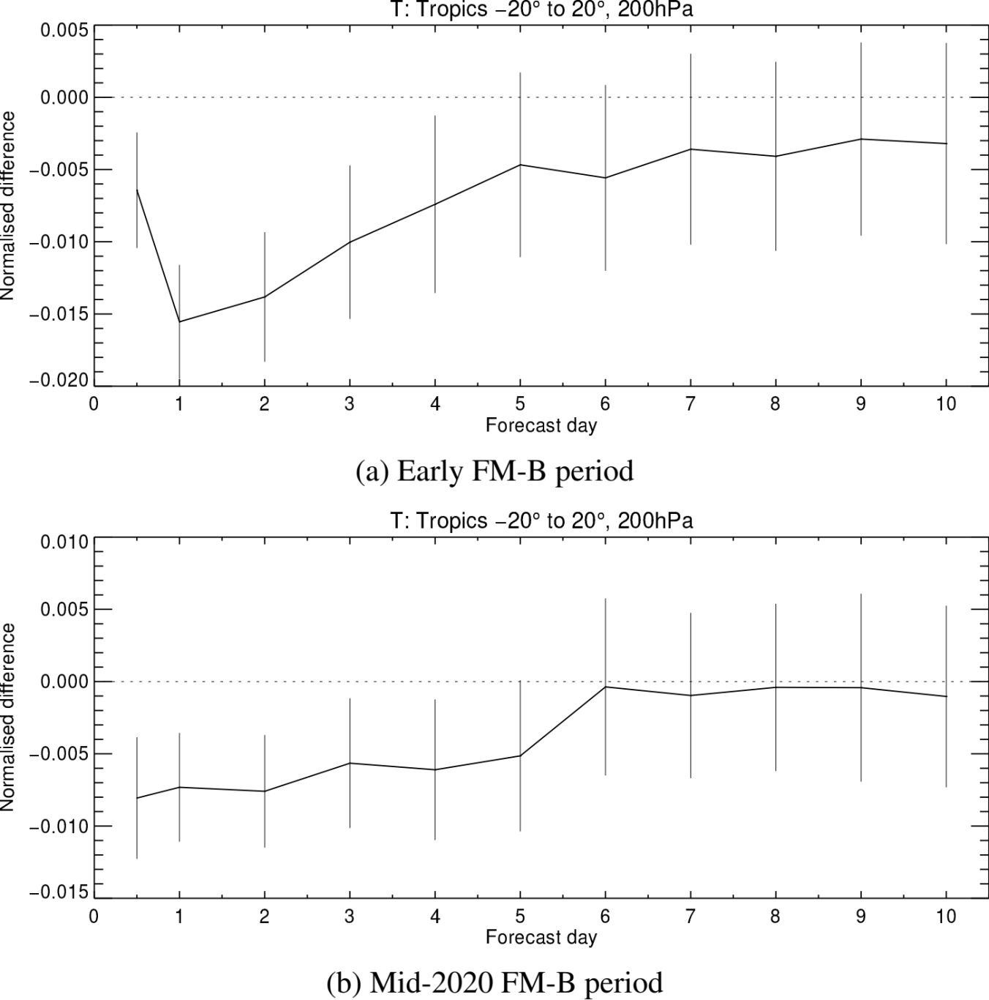 T: Tropics −20° to 20°, 200hPa
0.005
0.000
−0.005
−0.010
−0.015
−0.020
Normalised difference
0 1 2 3 4 5 6 7 8 9 10
Forecast day
(a) Early FM-B period
T: Tropics −20° to 20°, 200hPa
0.010
0.005
0.000
−0.005
−0.010
−0.015
Normalised difference
0 1 2 3 4 5 6 7 8 9 10
Forecast day
(b) Mid-2020 FM-B period